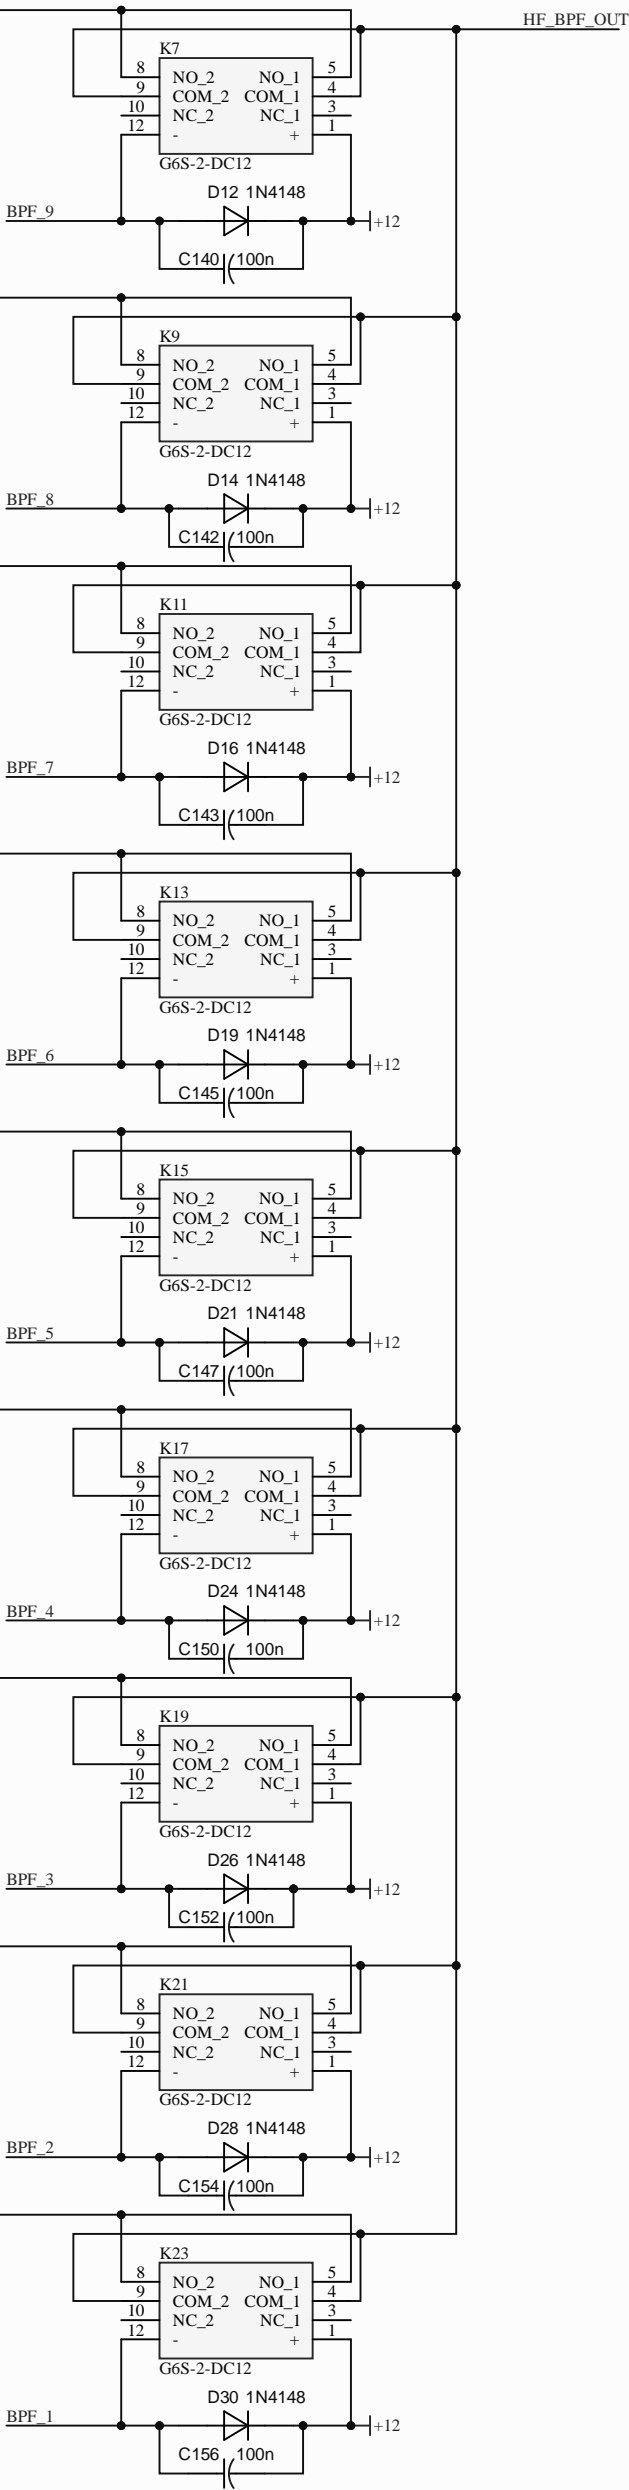 HF_BPF_OUT
K7
8 NO_2 NO_1 5
9 COM_2 COM_1 4
10 NC_2 NC_1 3
12 - + 1
G6S-2-DC12
D12 1N4148
BPF_9 +12
C140 100n
K9
8 NO_2 NO_1 5
9 COM_2 COM_1 4
10 NC_2 NC_1 3
12 - + 1
G6S-2-DC12
D14 1N4148
BPF_8 +12
C142 100n
K11
8 NO_2 NO_1 5
9 COM_2 COM_1 4
10 NC_2 NC_1 3
12 - + 1
G6S-2-DC12
D16 1N4148
BPF_7 +12
C143 100n
K13
8 NO_2 NO_1 5
9 COM_2 COM_1 4
10 NC_2 NC_1 3
12 - + 1
G6S-2-DC12
D19 1N4148
BPF_6 +12
C145 100n
K15
8 NO_2 NO_1 5
9 COM_2 COM_1 4
10 NC_2 NC_1 3
12 - + 1
G6S-2-DC12
D21 1N4148
BPF_5 +12
C147 100n
K17
8 NO_2 NO_1 5
9 COM_2 COM_1 4
10 NC_2 NC_1 3
12 - + 1
G6S-2-DC12
D24 1N4148
BPF_4 +12
C150 100n
K19
8 NO_2 NO_1 5
9 COM_2 COM_1 4
10 NC_2 NC_1 3
12 - + 1
G6S-2-DC12
D26 1N4148
BPF_3 +12
C152 100n
K21
8 NO_2 NO_1 5
9 COM_2 COM_1 4
10 NC_2 NC_1 3
12 - + 1
G6S-2-DC12
D28 1N4148
BPF_2 +12
C154 100n
K23
8 NO_2 NO_1 5
9 COM_2 COM_1 4
10 NC_2 NC_1 3
12 - + 1
G6S-2-DC12
D30 1N4148
BPF_1 +12
C156 100n